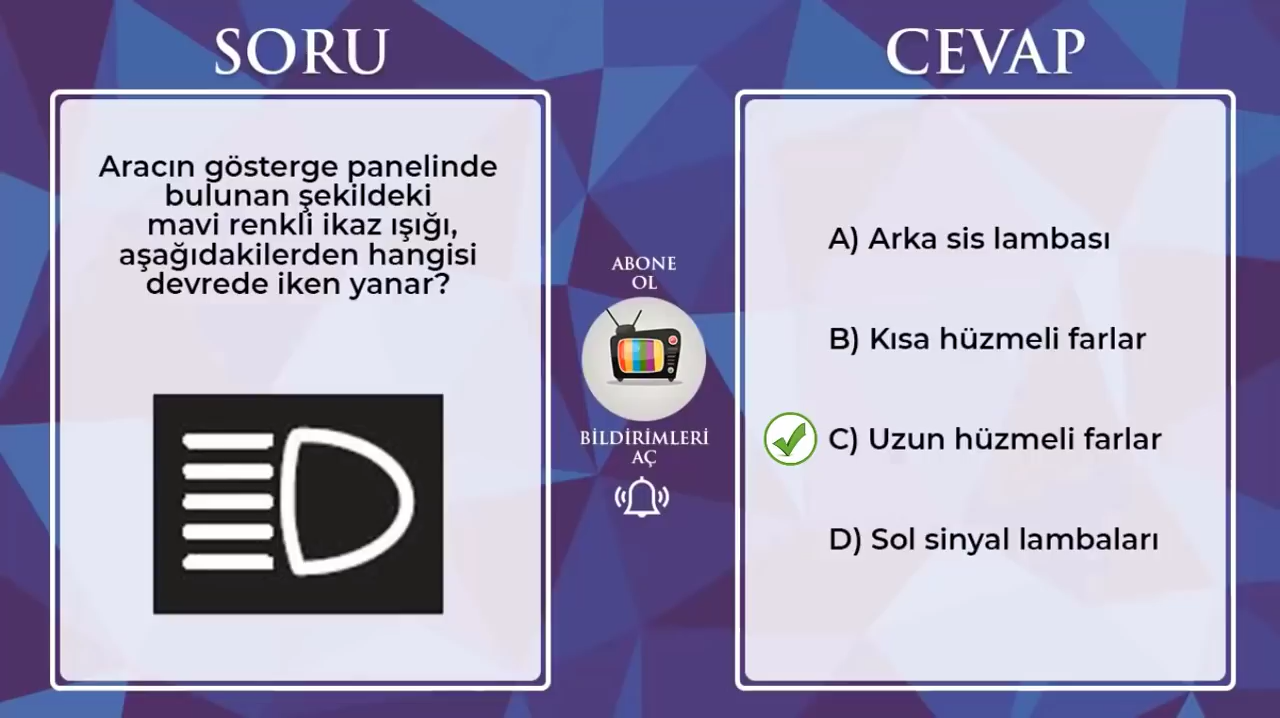 SORU
Aracın gösterge panelinde
bulunan şekildeki
mavi renkli ikaz ışığı,
aşağıdakilerden hangisi
devrede iken yanar?
ABONE
OL
BİLDİRİMLERİ
AÇ
CEVAP
A) Arka sis lambası
B) Kısa hüzmeli farlar
C) Uzun hüzmeli farlar
D) Sol sinyal lambaları